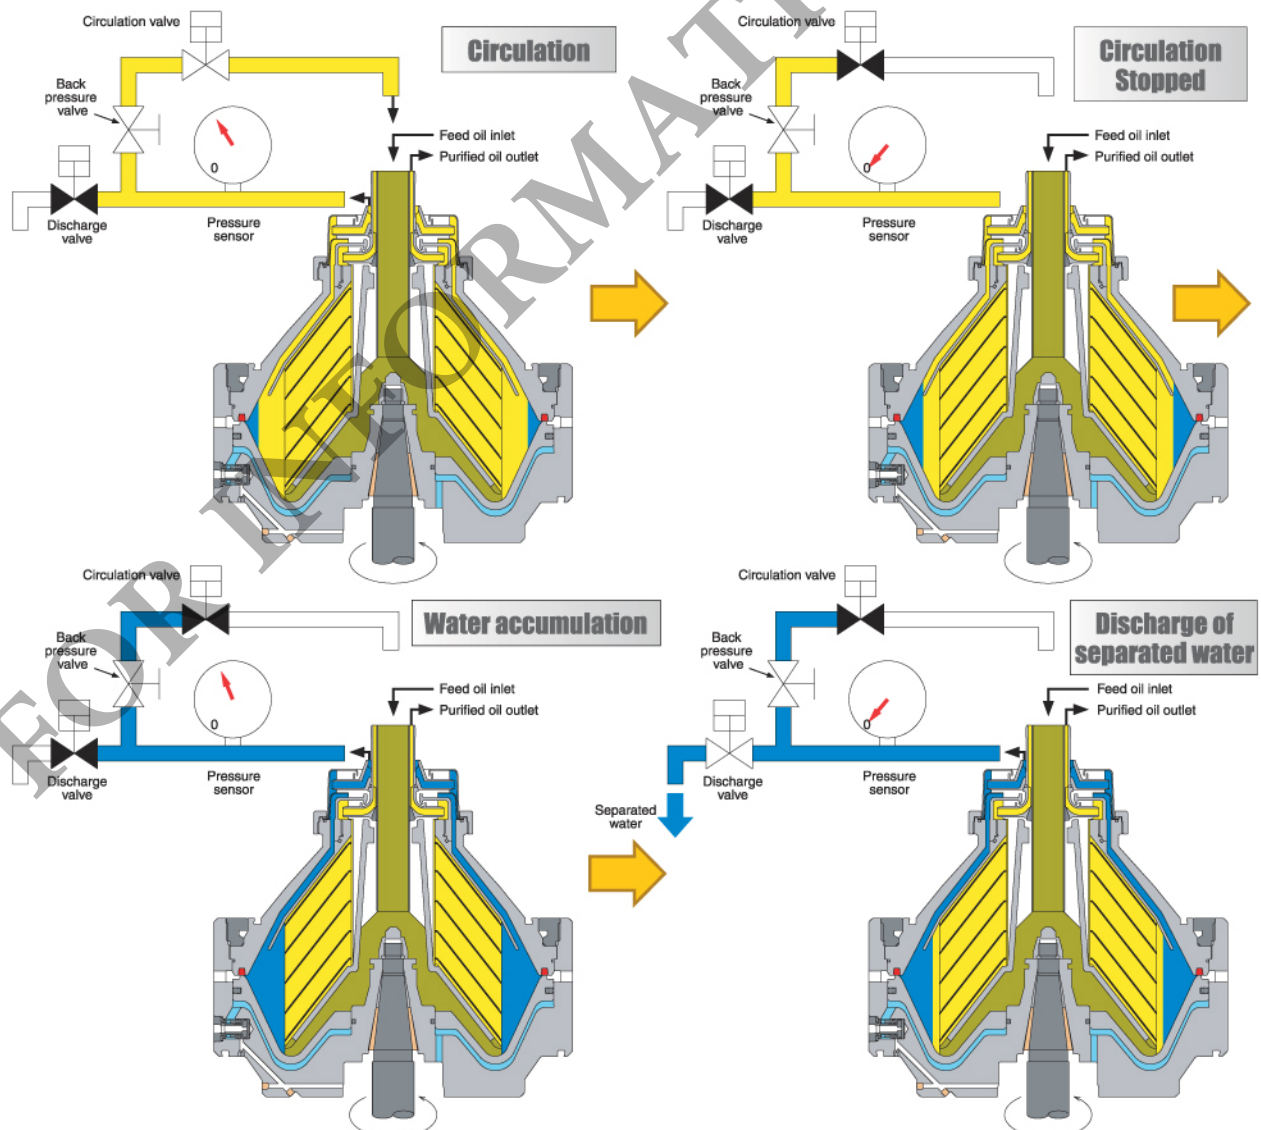 Circulation valve
Circulation
Back
pressure
valve
0
Feed oil inlet
Purified oil outlet
Discharge
valve
Pressure
sensor
Circulation valve
Circulation
Stopped
Back
pressure
valve
0
Feed oil inlet
Purified oil outlet
Discharge
valve
Pressure
sensor
Circulation valve
Water accumulation
Back
pressure
valve
0
Feed oil inlet
Purified oil outlet
Discharge
valve
Pressure
sensor
Circulation valve
Discharge of
separated water
Back
pressure
valve
0
Feed oil inlet
Purified oil outlet
Discharge
valve
Pressure
sensor
Separated
water
FOR INFORMATI